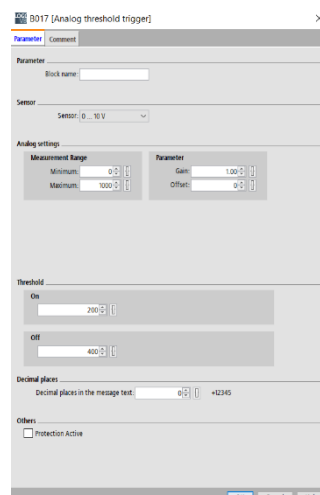 LOGO B017 [Analog threshold trigger]
Parameter Comment
Parameter
Block name:
Sensor
Sensor: 0 ... 10 V
Analog settings
Measurement Range Parameter
Minimum: 0 Gain: 1.00
Maximum: 1000 Offset: 0
Threshold
On
200
Off
400
Decimal places
Decimal places in the message text: 0 +12345
Others
Protection Active